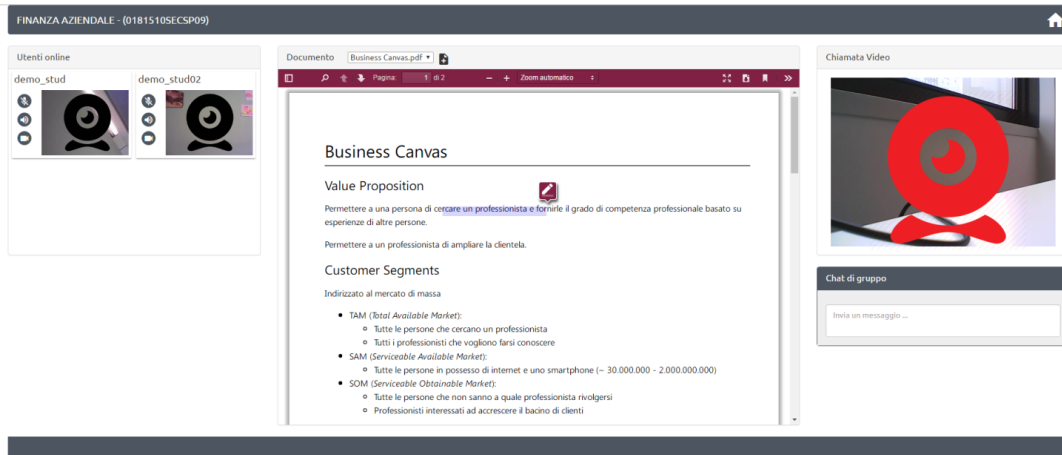 FINANZA AZIENDALE - (0181510SECSP09)
Utenti online
demo_stud
demo_stud02
Documento
Business Canvas.pdf
Pagina:
1
di 2
Zoom automatico
Business Canvas
Value Proposition
Permettere a una persona di cercare un professionista e fornirle il grado di competenza professionale basato su
esperienze di altre persone.
Permettere a un professionista di ampliare la clientela.
Customer Segments
Indirizzato al mercato di massa
TAM (Total Available Market):
Tutte le persone che cercano un professionista
Tutti i professionisti che vogliono farsi conoscere
SAM (Serviceable Available Market):
Tutte le persone in possesso di internet e uno smartphone (~ 30.000.000 - 2.000.000.000)
SOM (Serviceable Obtainable Market):
Tutte le persone che non sanno a quale professionista rivolgersi
Professionisti interessati ad accrescere il bacino di clienti
Chiamata Video
Chat di gruppo
Invia un messaggio ...